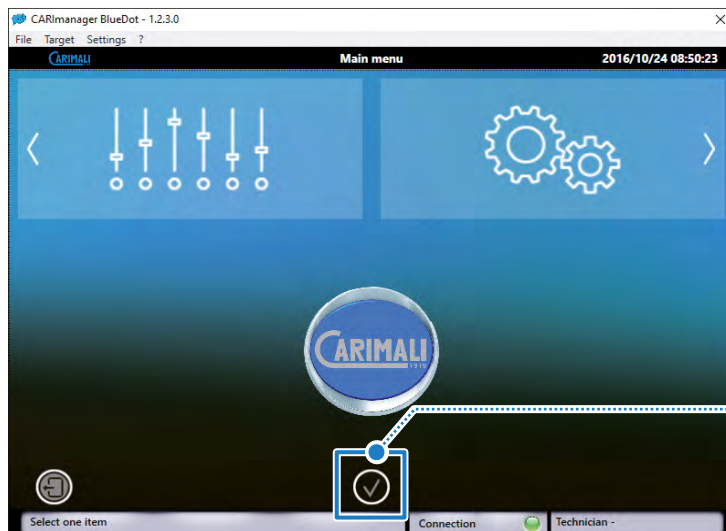 CARImanager BlueDot - 1.2.3.0
File Target Settings ?
CARIMALI Main menu 2016/10/24 08:50:23
CARIMALI
1919
Select one item Connection Technician -